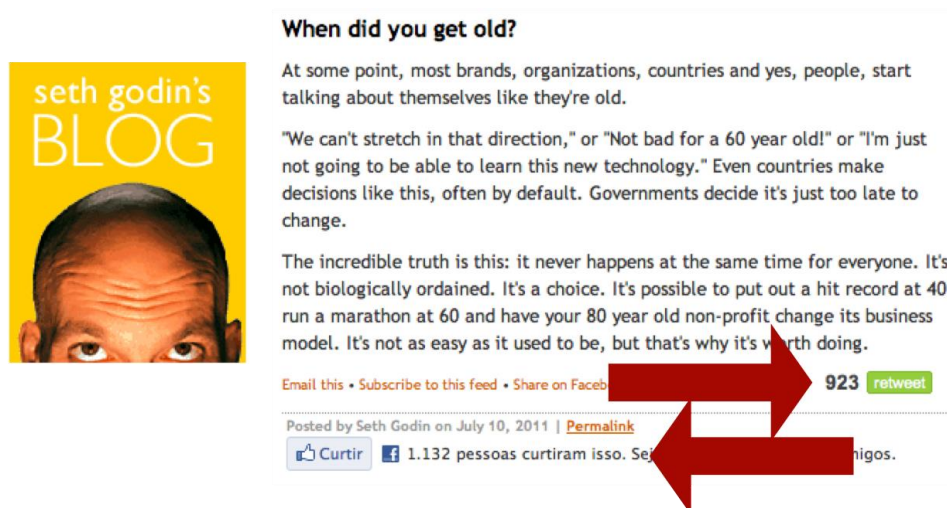 seth godin's
BLOG
When did you get old?
At some point, most brands, organizations, countries and yes, people, start
talking about themselves like they're old.
"We can't stretch in that direction," or "Not bad for a 60 year old!" or "I'm just
not going to be able to learn this new technology." Even countries make
decisions like this, often by default. Governments decide it's just too late to
change.
The incredible truth is this: it never happens at the same time for everyone. It's
not biologically ordained. It's a choice. It's possible to put out a hit record at 40
run a marathon at 60 and have your 80 year old non-profit change its business
model. It's not as easy as it used to be, but that's why it's worth doing.
Email this • Subscribe to this feed • Share on
923 retweet
Posted by Seth Godin on July 10, 2011 | Permalink
Curtir 1.132 pessoas curtiram isso.